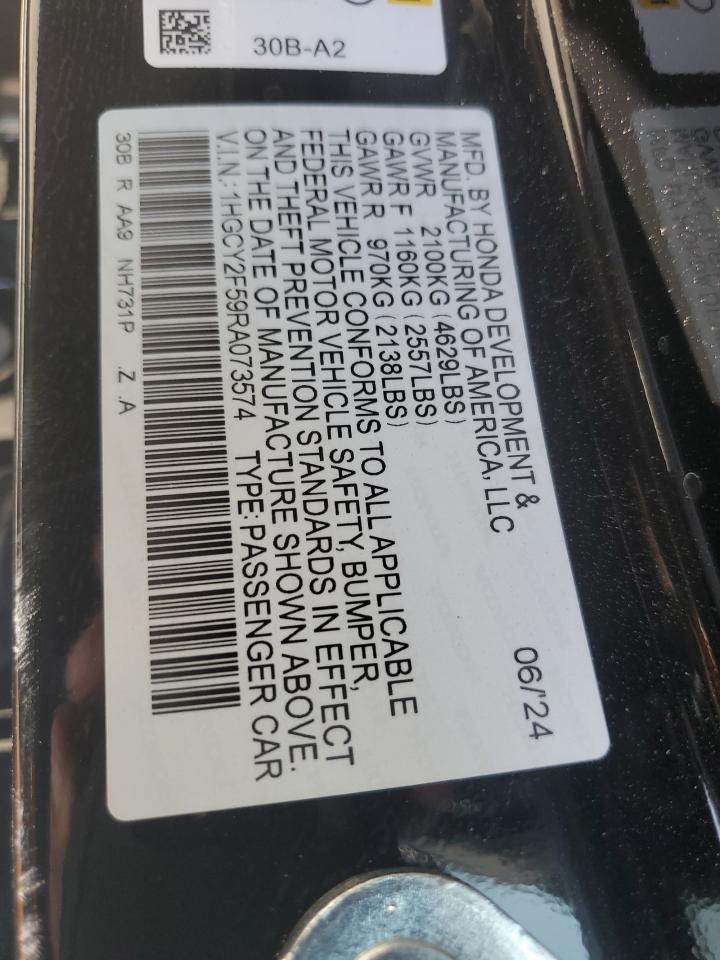 30B-A2
MFD. BY HONDA DEVELOPMENT &
MANUFACTURING OF AMERICA, LLC
06/'24
GVWR 2100KG (4629LBS)
GAWR F 1160KG (2557LBS)
GAWR R 970KG (2138LBS)
THIS VEHICLE CONFORMS TO ALL APPLICABLE
FEDERAL MOTOR VEHICLE SAFETY, BUMPER,
AND THEFT PREVENTION STANDARDS IN EFFECT
ON THE DATE OF MANUFACTURE SHOWN ABOVE.
V.I.N.: 1HGCY2F59RA073574 TYPE: PASSENGER CAR
30B R AA9 NH731P .Z .A